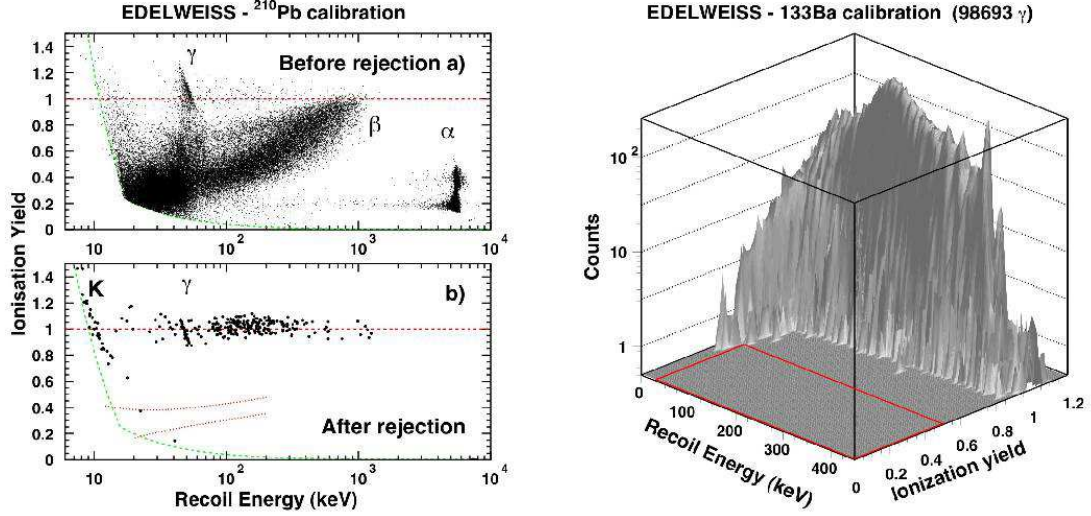 EDELWEISS - ²¹⁰Pb calibration
Ionisation Yield
1.4
1.2
1
0.8
0.6
0.4
0.2
0
γ
Before rejection a)
β
α
10
10²
10³
10⁴
1.4
1.2
1
0.8
0.6
0.4
0.2
0
K
γ
b)
After rejection
10
10²
10³
10⁴
Recoil Energy (keV)
EDELWEISS - 133Ba calibration (98693 γ)
Counts
10²
10
1
0
100
200
300
400
Recoil Energy (keV)
0
0.2
0.4
0.6
0.8
1
1.2
Ionization yield